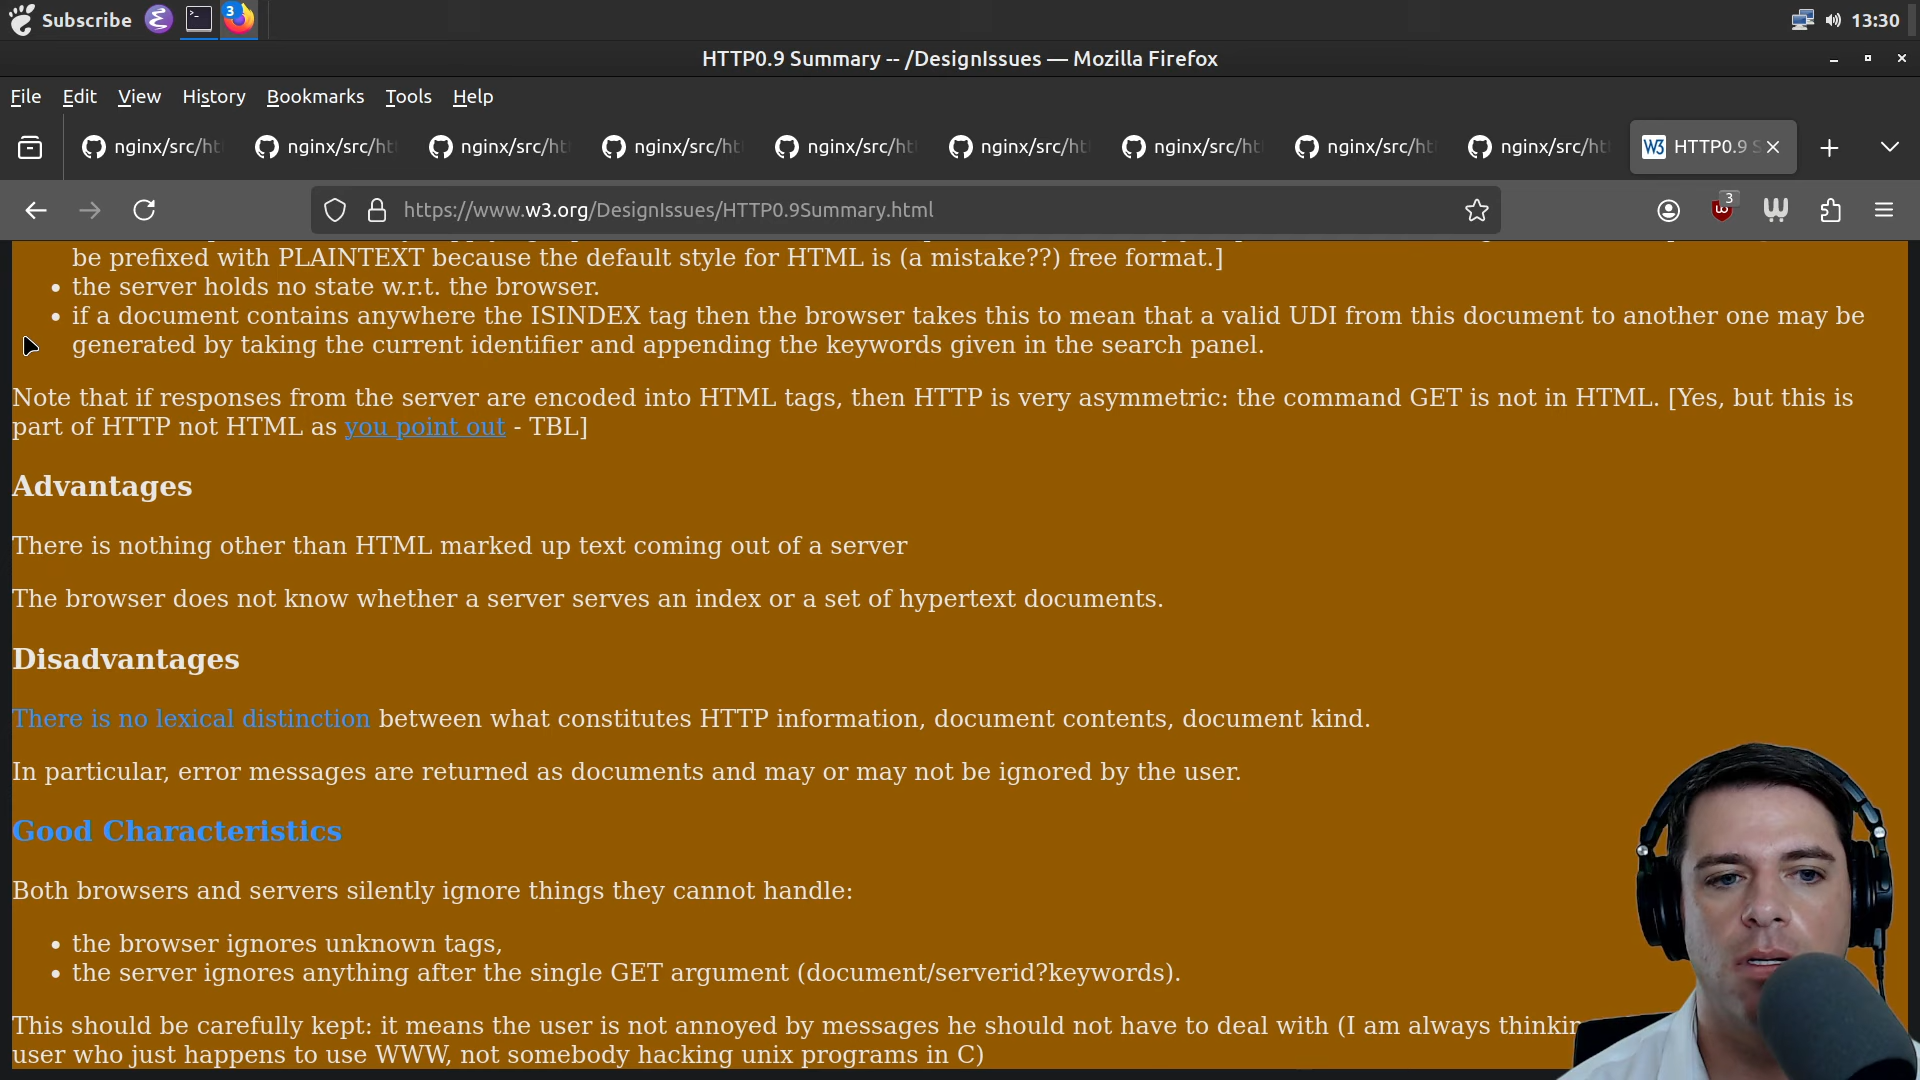 Subscribe
3
13:30
HTTP0.9 Summary -- /DesignIssues — Mozilla Firefox
File Edit View History Bookmarks Tools Help
nginx/src/ht nginx/src/ht nginx/src/ht nginx/src/ht nginx/src/ht nginx/src/ht nginx/src/ht nginx/src/ht nginx/src/ht W3 HTTP0.9 S
https://www.w3.org/DesignIssues/HTTP0.9Summary.html
3
be prefixed with PLAINTEXT because the default style for HTML is (a mistake??) free format.]
• the server holds no state w.r.t. the browser.
• if a document contains anywhere the ISINDEX tag then the browser takes this to mean that a valid UDI from this document to another one may be
generated by taking the current identifier and appending the keywords given in the search panel.
Note that if responses from the server are encoded into HTML tags, then HTTP is very asymmetric: the command GET is not in HTML. [Yes, but this is
part of HTTP not HTML as you point out - TBL]
Advantages
There is nothing other than HTML marked up text coming out of a server
The browser does not know whether a server serves an index or a set of hypertext documents.
Disadvantages
There is no lexical distinction between what constitutes HTTP information, document contents, document kind.
In particular, error messages are returned as documents and may or may not be ignored by the user.
Good Characteristics
Both browsers and servers silently ignore things they cannot handle:
• the browser ignores unknown tags,
• the server ignores anything after the single GET argument (document/serverid?keywords).
This should be carefully kept: it means the user is not annoyed by messages he should not have to deal with (I am always thinkin
user who just happens to use WWW, not somebody hacking unix programs in C)